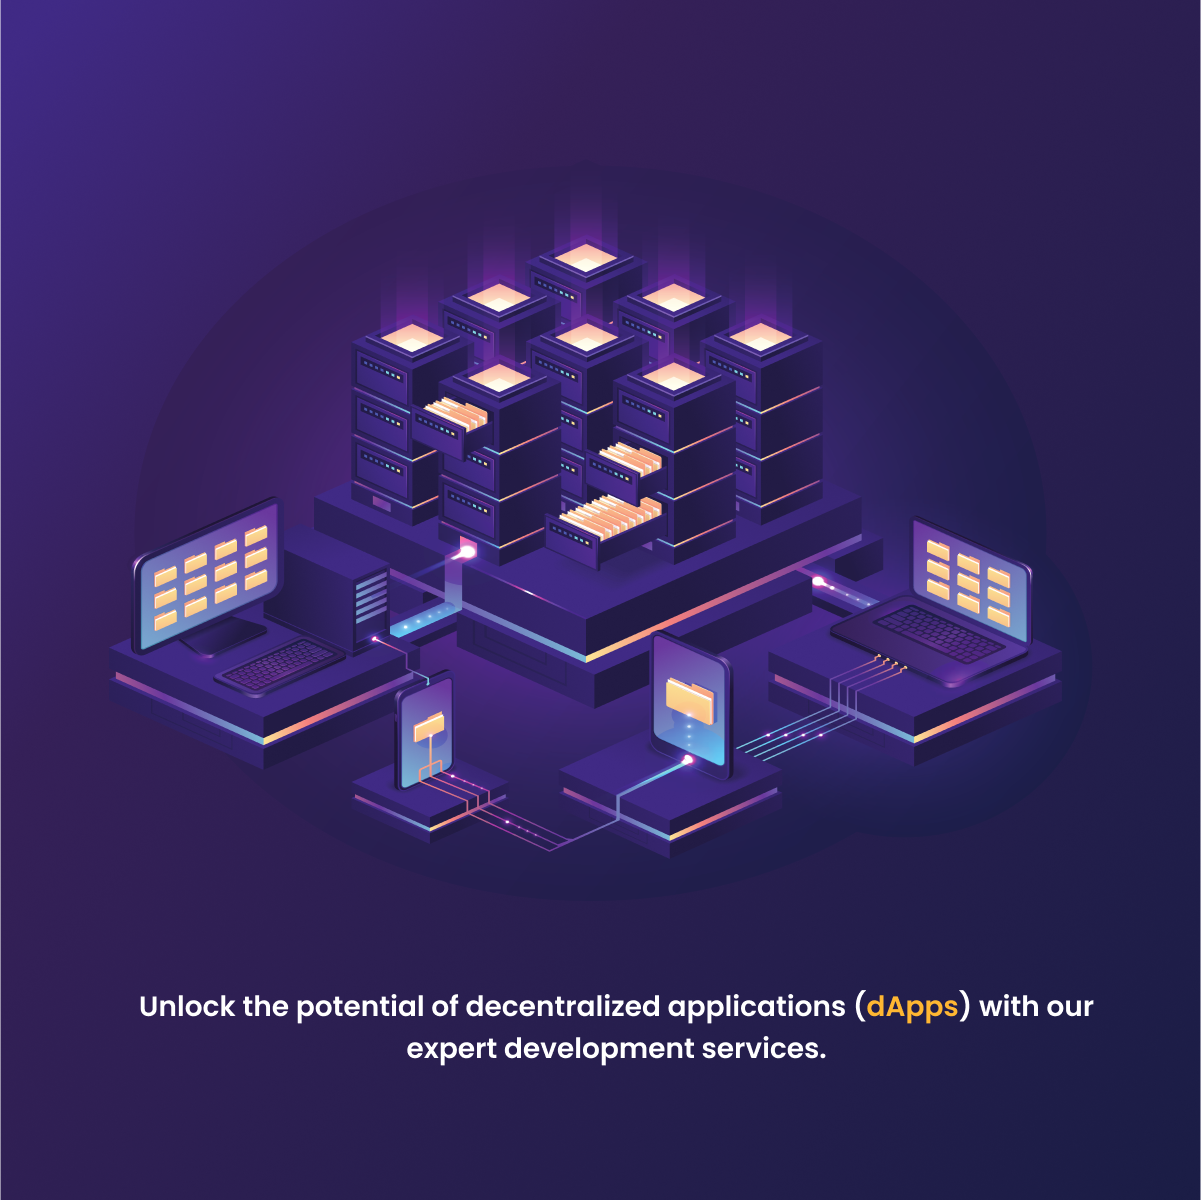 Unlock the potential of decentralized applications (dApps) with our
expert development services.